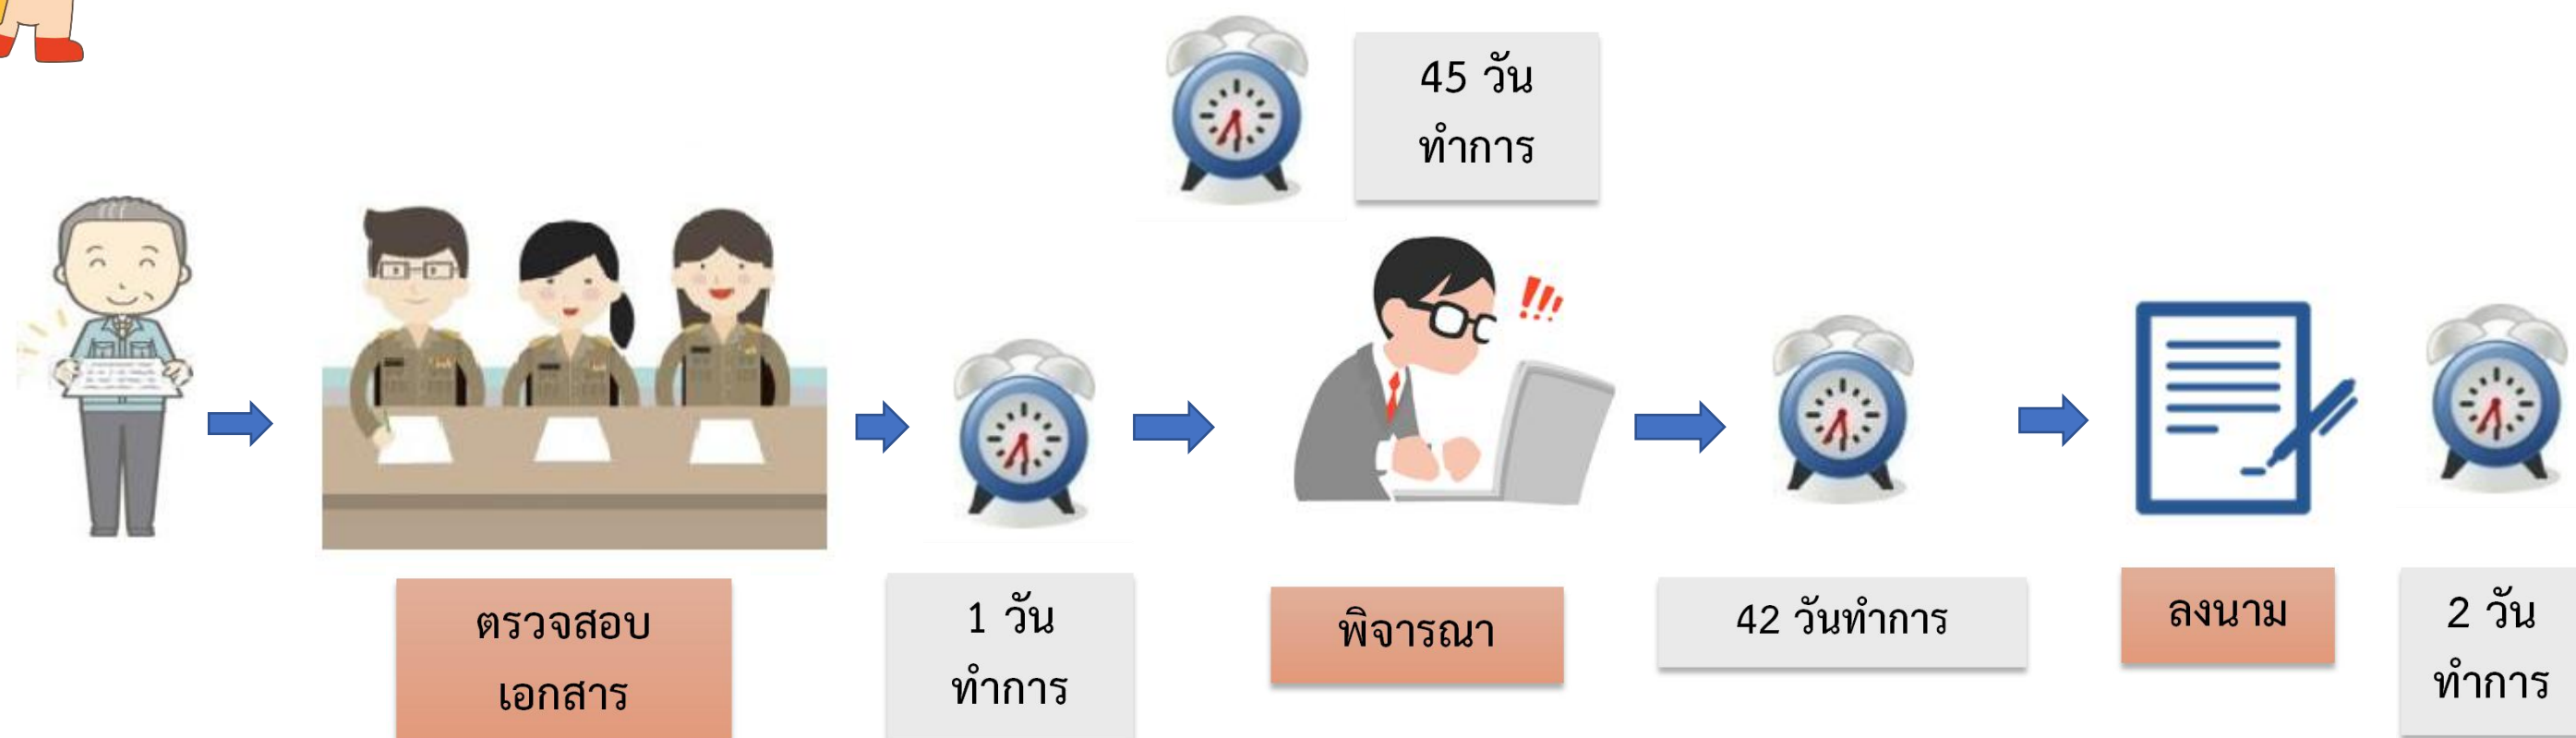 45 วัน
ทำการ
ตรวจสอบ
เอกสาร
1 วัน
ทำการ
พิจารณา
42 วันทำการ
ลงนาม
2 วัน
ทำการ